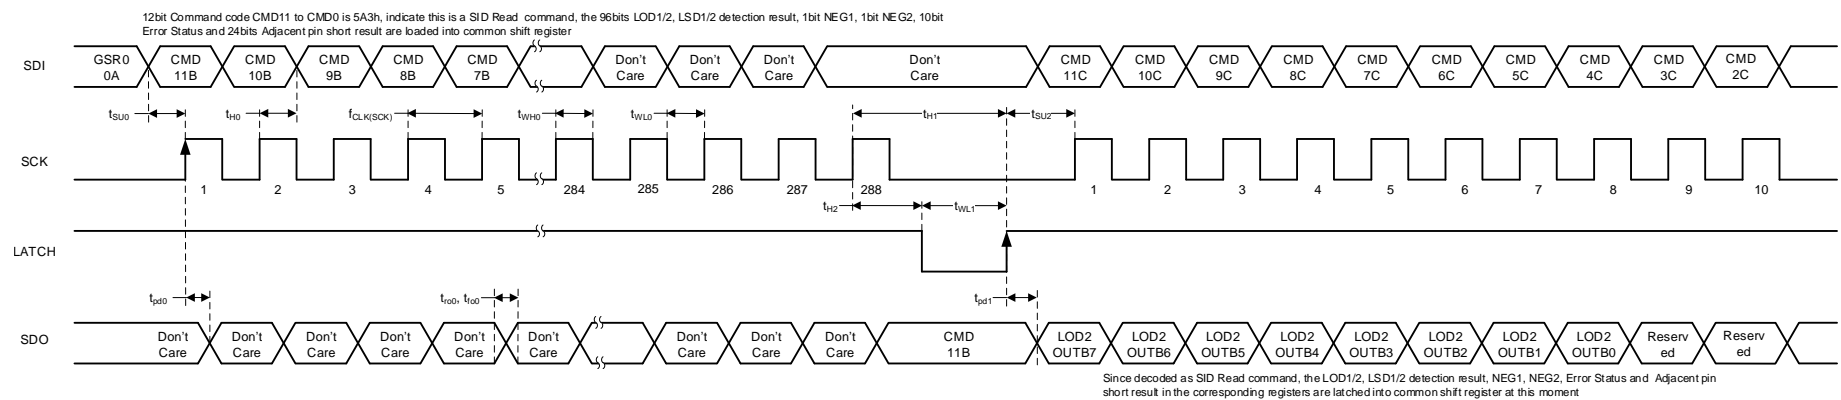 12bit Command code CMD11 to CMD0 is 5A3h, indicate this is a SID Read command, the 96bits LOD1/2, LSD1/2 detection result, 1bit NEG1, 1bit NEG2, 10bit
Error Status and 24bits Adjacent pin short result are loaded into common shift register
SDI
GSR0 0A
CMD 11B
CMD 10B
CMD 9B
CMD 8B
CMD 7B
Don't Care
Don't Care
Don't Care
Don't Care
CMD 11C
CMD 10C
CMD 9C
CMD 8C
CMD 7C
CMD 6C
CMD 5C
CMD 4C
CMD 3C
CMD 2C
tSU0
tH0
fCLK(SCK)
tWH0
tWL0
tH1
tSU2
SCK
1 2 3 4 5 284 285 286 287 288 1 2 3 4 5 6 7 8 9 10
tH2
tWL1
LATCH
tpd0
tro0, tfo0
tpd1
SDO
Don't Care
Don't Care
Don't Care
Don't Care
Don't Care
Don't Care
Don't Care
Don't Care
Don't Care
CMD 11B
LOD2 OUTB7
LOD2 OUTB6
LOD2 OUTB5
LOD2 OUTB4
LOD2 OUTB3
LOD2 OUTB2
LOD2 OUTB1
LOD2 OUTB0
Reserv ed
Reserv ed
Since decoded as SID Read command, the LOD1/2, LSD1/2 detection result, NEG1, NEG2, Error Status and Adjacent pin
short result in the corresponding registers are latched into common shift register at this moment